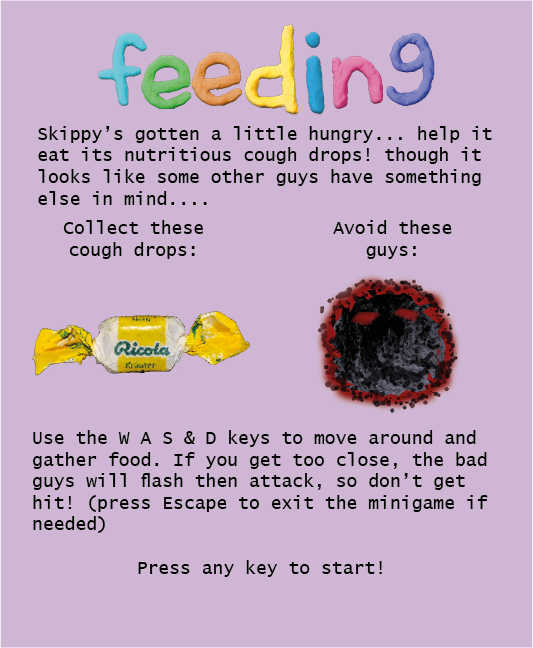 feeding
Skippy’s gotten a little hungry... help it
eat its nutritious cough drops! though it
looks like some other guys have something
else in mind....
Collect these
cough drops:
Avoid these
guys:
Ricola
Kräuter
Use the W A S & D keys to move around and
gather food. If you get too close, the bad
guys will flash then attack, so don’t get
hit! (press Escape to exit the minigame if
needed)
Press any key to start!